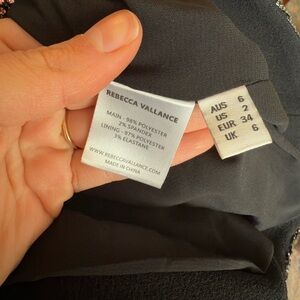 REBECCA VALLANCE
MAIN - 98% POLYESTER
2% SPANDEX
LINING - 97% POLYESTER
3% ELASTANE
WWW.REBECCAVALLANCE.COM
MADE IN CHINA
AUS 6
US 2
EUR 34
UK 6